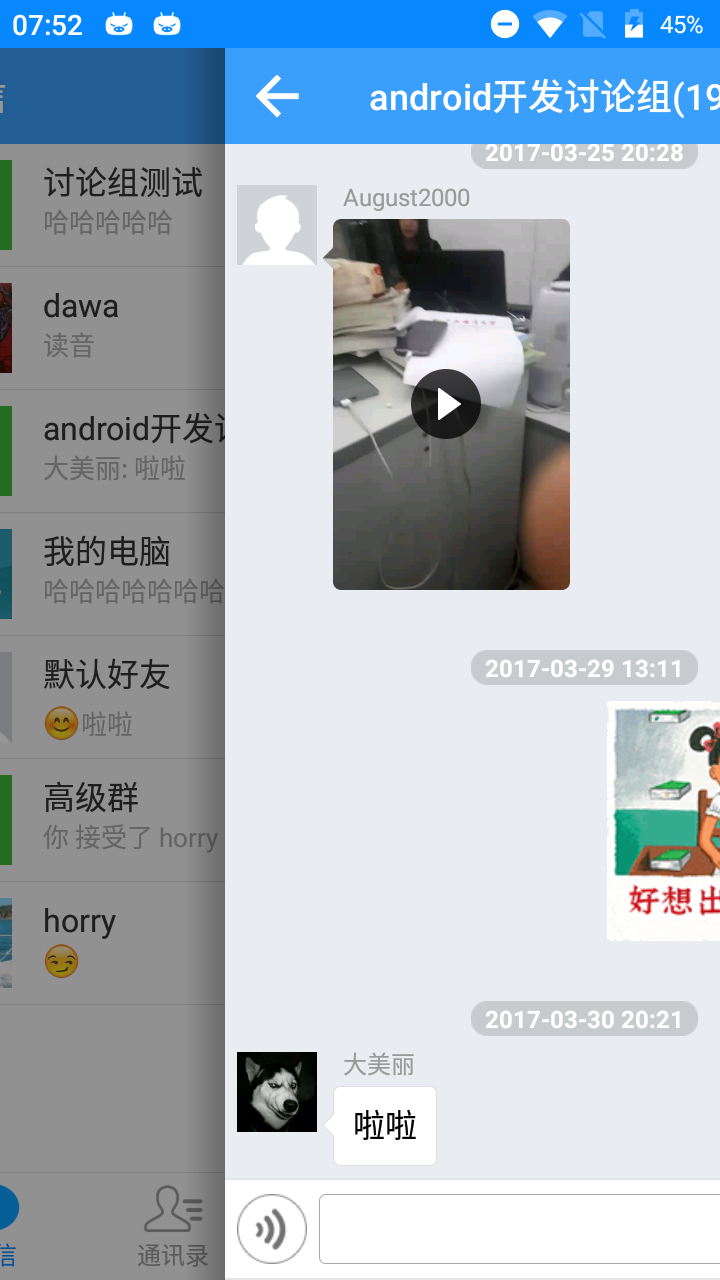 07:52
45%
信
讨论组测试
哈哈哈哈哈
dawa
读音
android开发讨
大美丽: 啦啦
我的电脑
哈哈哈哈哈哈哈
默认好友
😊啦啦
高级群
你 接受了 horry
horry
😏
信
通讯录
android开发讨论组(19
2017-03-25 20:28
August2000
2017-03-29 13:11
好想出
2017-03-30 20:21
大美丽
啦啦